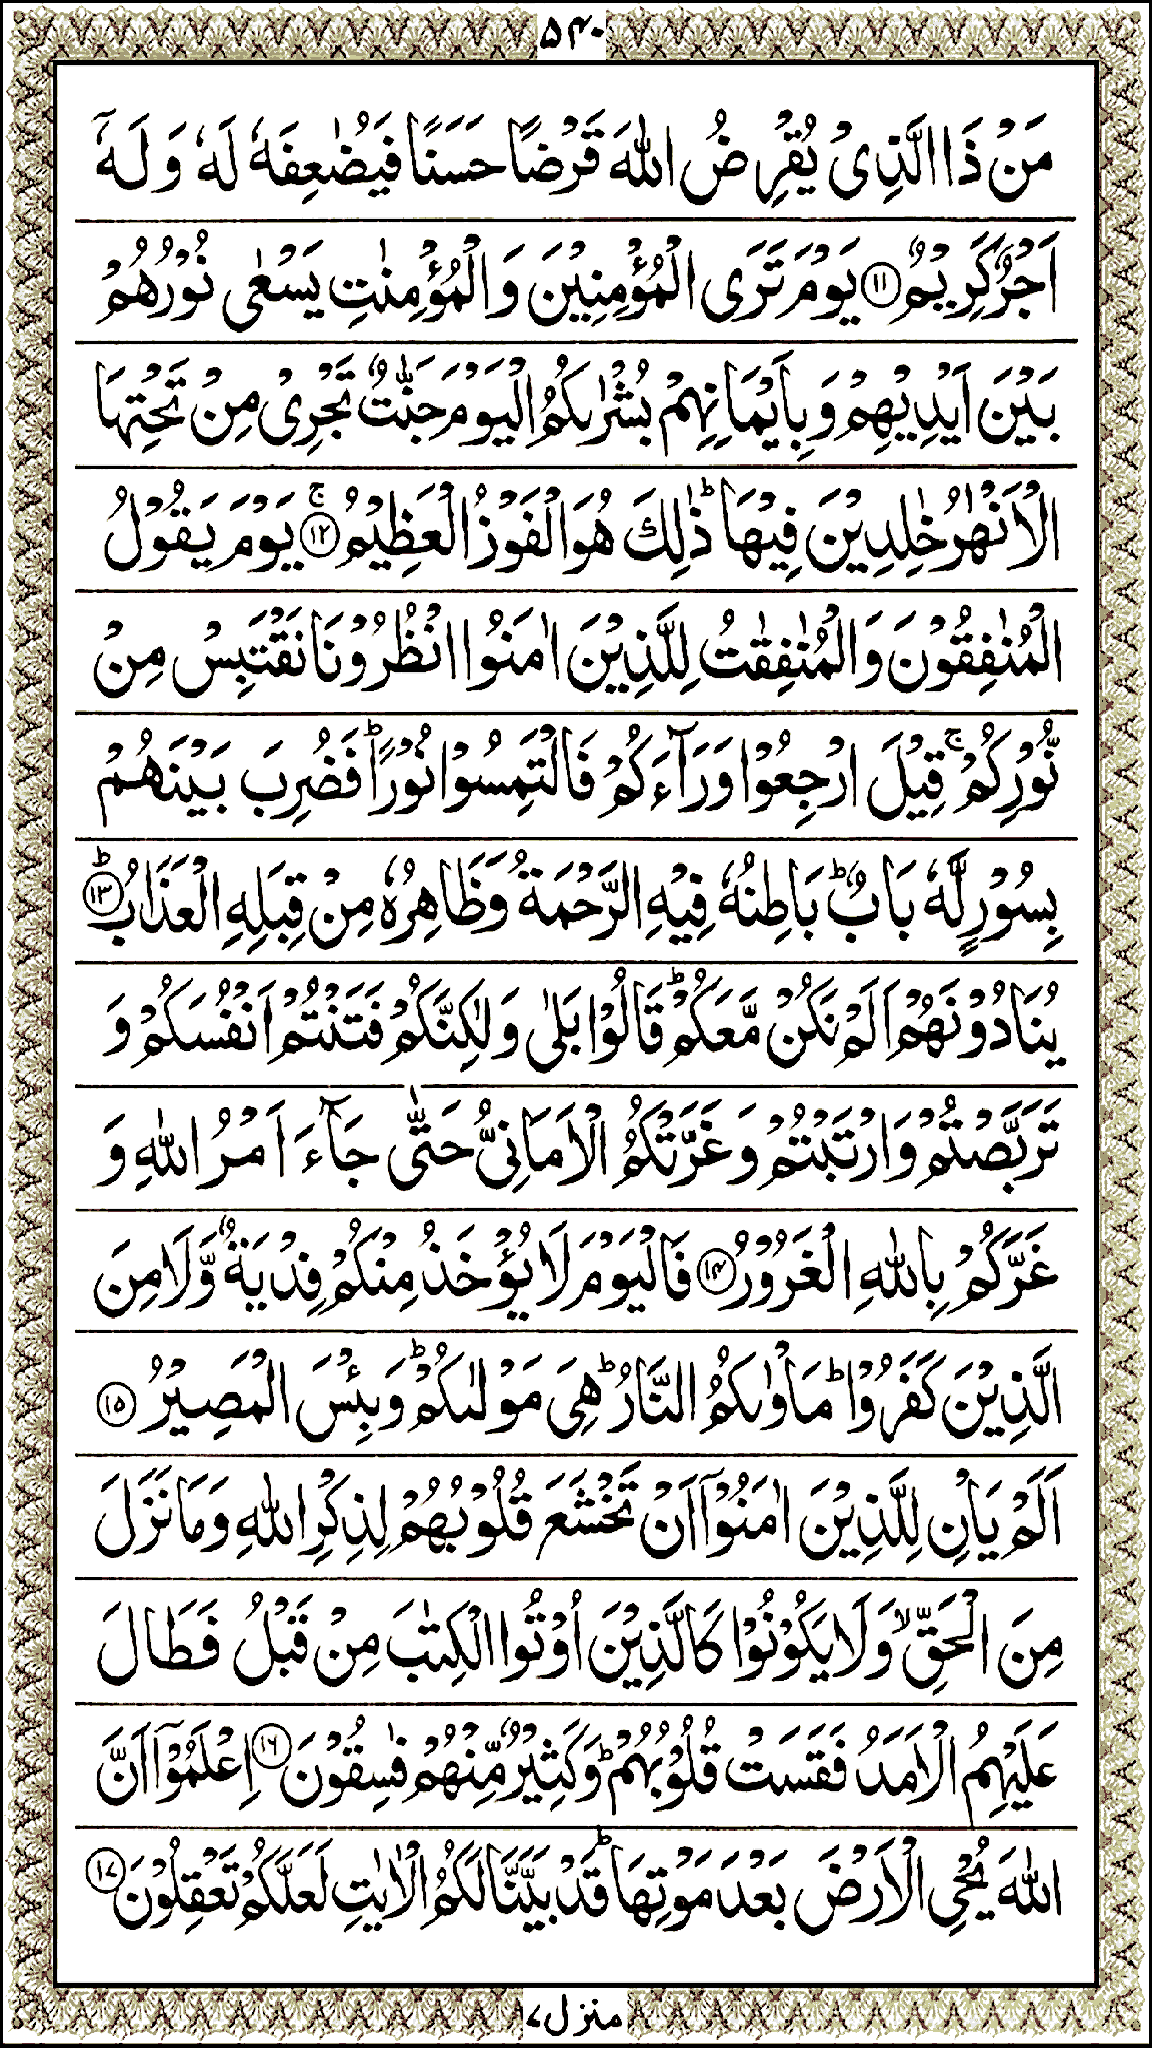 ۵۴۰
مَنْ ذَا الَّذِیْ یُقْرِضُ اللّٰهَ قَرْضًا حَسَنًا فَیُضٰعِفَهٗ لَهٗ وَ لَهٗۤ
اَجْرٌ كَرِیْمٌ ۝۱۱ یَوْمَ تَرَی الْمُؤْمِنِیْنَ وَ الْمُؤْمِنٰتِ یَسْعٰی نُوْرُهُمْ
بَیْنَ اَیْدِیْهِمْ وَ بِاَیْمَانِهِمْ بُشْرٰىكُمُ الْیَوْمَ جَنّٰتٌ تَجْرِیْ مِنْ تَحْتِهَا
الْاَنْهٰرُ خٰلِدِیْنَ فِیْهَا ؕ ذٰلِكَ هُوَ الْفَوْزُ الْعَظِیْمُ ۚ۝۱۲ یَوْمَ یَقُوْلُ
الْمُنٰفِقُوْنَ وَ الْمُنٰفِقٰتُ لِلَّذِیْنَ اٰمَنُوا انْظُرُوْنَا نَقْتَبِسْ مِنْ
نُّوْرِكُمْ ۚ قِیْلَ ارْجِعُوْا وَرَآءَكُمْ فَالْتَمِسُوْا نُوْرًا ؕ فَضُرِبَ بَیْنَهُمْ
بِسُوْرٍ لَّهٗ بَابٌ ؕ بَاطِنُهٗ فِیْهِ الرَّحْمَةُ وَ ظَاهِرُهٗ مِنْ قِبَلِهِ الْعَذَابُ ؕ۝۱۳
یُنَادُوْنَهُمْ اَلَمْ نَكُنْ مَّعَكُمْ ؕ قَالُوْا بَلٰی وَ لٰكِنَّكُمْ فَتَنْتُمْ اَنْفُسَكُمْ وَ
تَرَبَّصْتُمْ وَ ارْتَبْتُمْ وَ غَرَّتْكُمُ الْاَمَانِیُّ حَتّٰی جَآءَ اَمْرُ اللّٰهِ وَ
غَرَّكُمْ بِاللّٰهِ الْغَرُوْرُ ۝۱۴ فَالْیَوْمَ لَا یُؤْخَذُ مِنْكُمْ فِدْیَةٌ وَّ لَا مِنَ
الَّذِیْنَ كَفَرُوْا ؕ مَاْوٰىكُمُ النَّارُ ؕ هِیَ مَوْلٰىكُمْ ؕ وَ بِئْسَ الْمَصِیْرُ ۝۱۵
اَلَمْ یَاْنِ لِلَّذِیْنَ اٰمَنُوْۤا اَنْ تَخْشَعَ قُلُوْبُهُمْ لِذِكْرِ اللّٰهِ وَ مَا نَزَلَ
مِنَ الْحَقِّ ۙ وَ لَا یَكُوْنُوْا كَالَّذِیْنَ اُوْتُوا الْكِتٰبَ مِنْ قَبْلُ فَطَالَ
عَلَیْهِمُ الْاَمَدُ فَقَسَتْ قُلُوْبُهُمْ ؕ وَ كَثِیْرٌ مِّنْهُمْ فٰسِقُوْنَ ۝۱۶ اِعْلَمُوْۤا اَنَّ
اللّٰهَ یُحْیِ الْاَرْضَ بَعْدَ مَوْتِهَا ؕ قَدْ بَیَّنَّا لَكُمُ الْاٰیٰتِ لَعَلَّكُمْ تَعْقِلُوْنَ ۝۱۷
منزل ۷